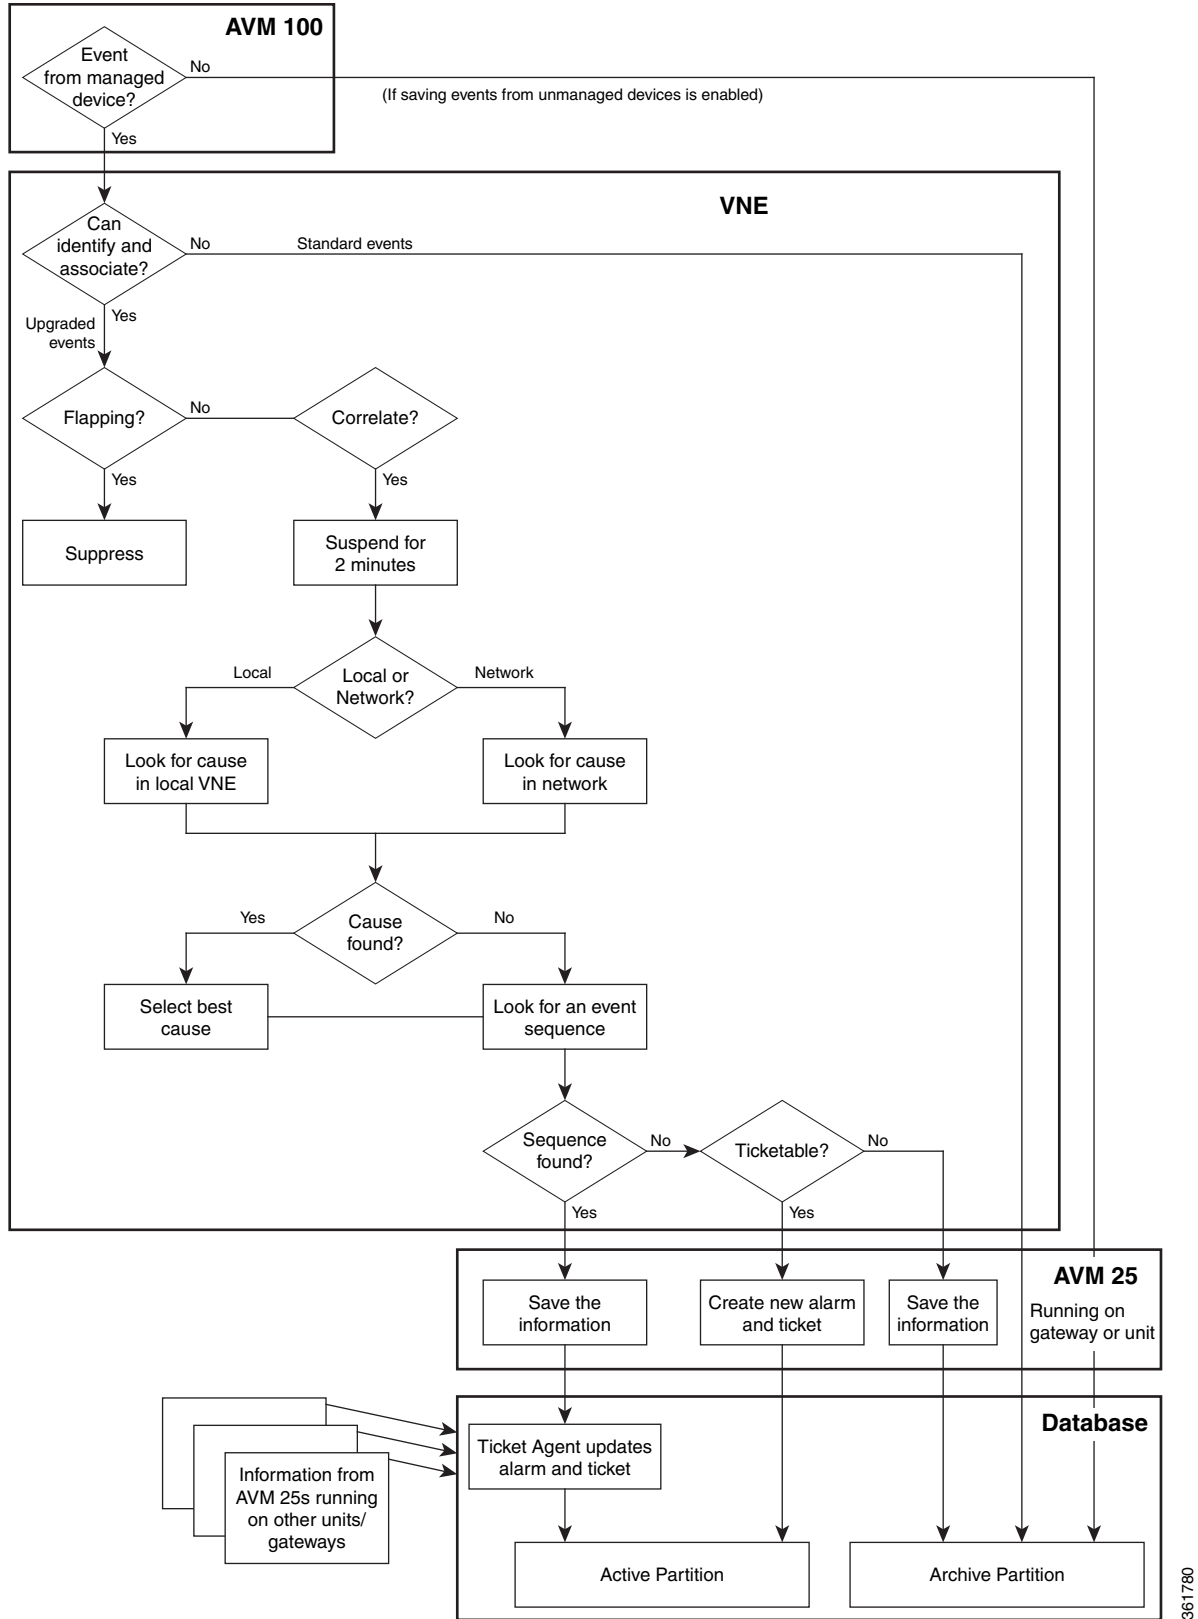 AVM 100
Event
from managed
device?
No
(If saving events from unmanaged devices is enabled)
Yes
VNE
Can
identify and
associate?
No
Standard events
Yes
Upgraded
events
Flapping?
No
Correlate?
Yes
Yes
Suppress
Suspend for
2 minutes
Local
Local or
Network?
Network
Look for cause
in local VNE
Look for cause
in network
Yes
Cause
found?
No
Select best
cause
Look for an event
sequence
Sequence
found?
No
Ticketable?
No
Yes
Yes
AVM 25
Save the
information
Create new alarm
and ticket
Save the
information
Running on
gateway or unit
Database
Ticket Agent updates
alarm and ticket
Information from
AVM 25s running
on other units/
gateways
Active Partition
Archive Partition
361780